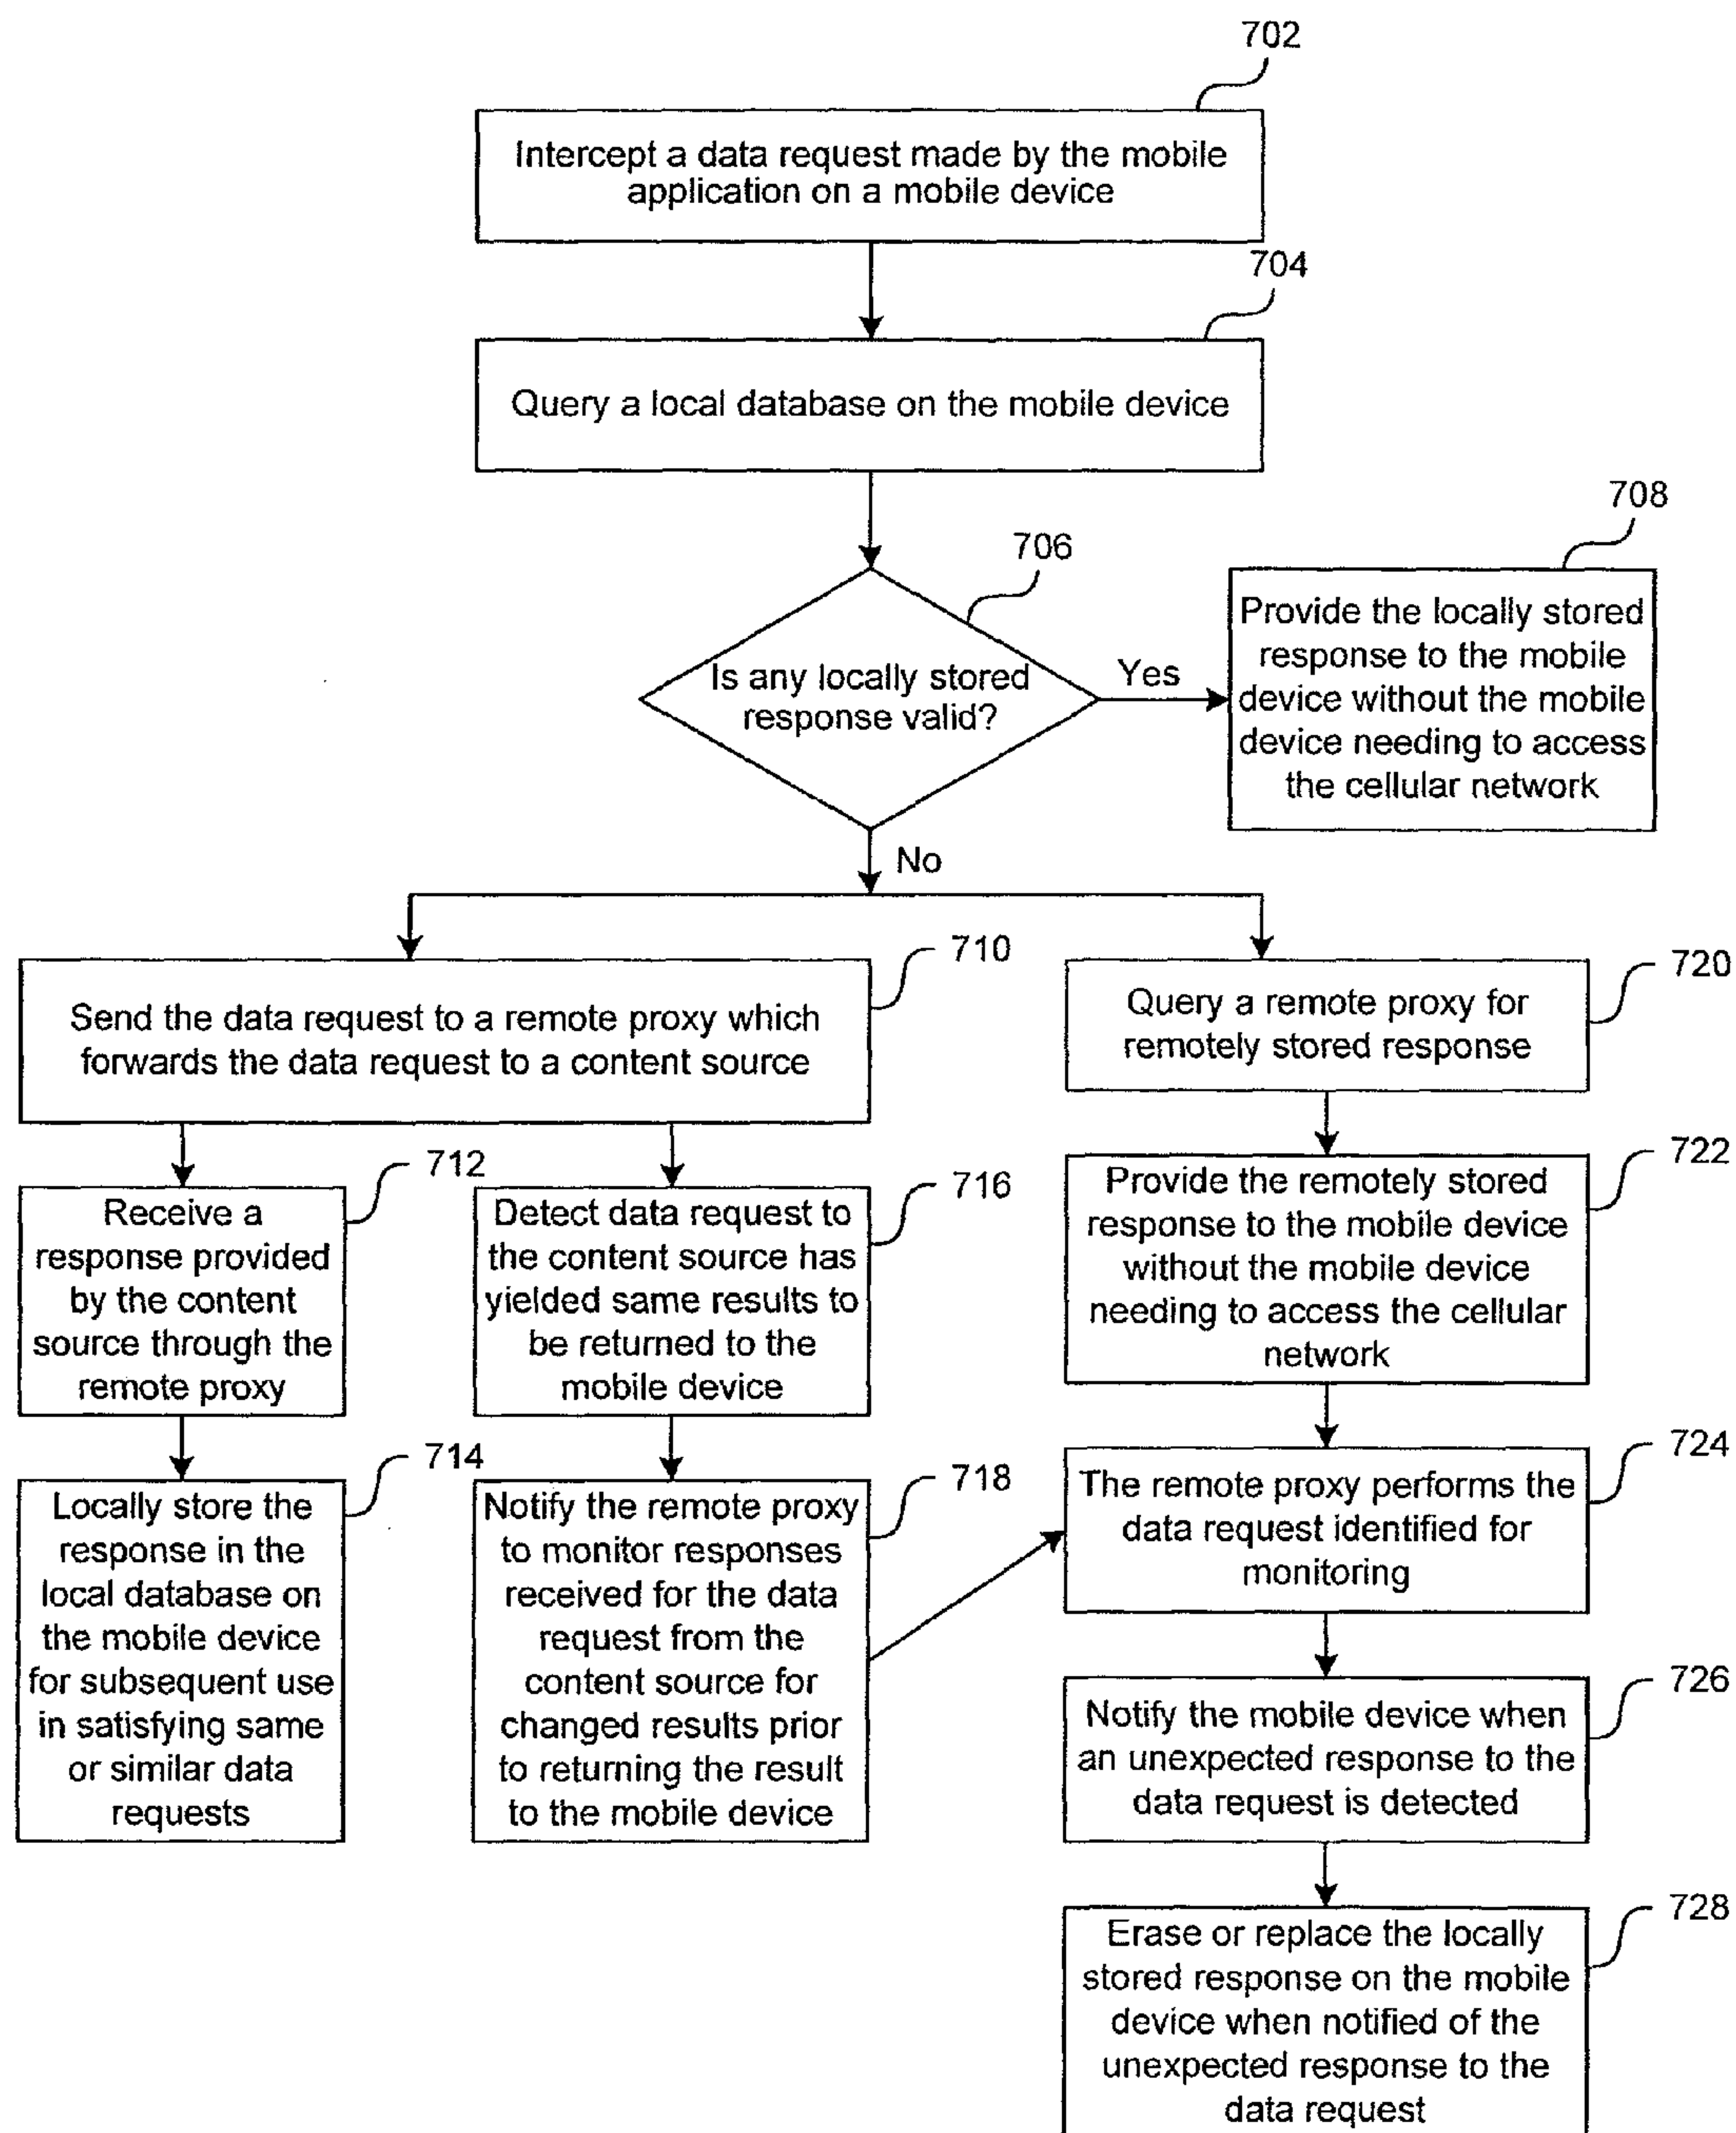 702
Intercept a data request made by the mobile
application on a mobile device
704
Query a local database on the mobile device
706
Is any locally stored
response valid?
Yes
708
Provide the locally stored
response to the mobile
device without the mobile
device needing to access
the cellular network
No
710
Send the data request to a remote proxy which
forwards the data request to a content source
712
Receive a
response provided
by the content
source through the
remote proxy
714
Locally store the
response in the
local database on
the mobile device
for subsequent use
in satisfying same
or similar data
requests
716
Detect data request to
the content source has
yielded same results to
be returned to the
mobile device
718
Notify the remote proxy
to monitor responses
received for the data
request from the
content source for
changed results prior
to returning the result
to the mobile device
720
Query a remote proxy for
remotely stored response
722
Provide the remotely stored
response to the mobile device
without the mobile device
needing to access the cellular
network
724
The remote proxy performs the
data request identified for
monitoring
726
Notify the mobile device when
an unexpected response to the
data request is detected
728
Erase or replace the locally
stored response on the mobile
device when notified of the
unexpected response to the
data request